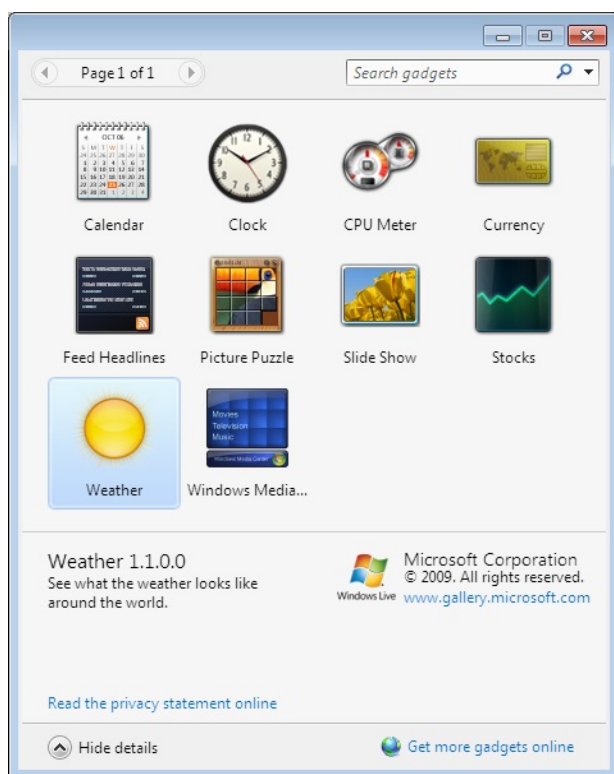 Page 1 of 1
Search gadgets
OCT 06
Calendar
Clock
CPU Meter
Currency
Feed Headlines
Picture Puzzle
Slide Show
Stocks
Movies
Television
Music
Windows Media Center
Weather
Windows Media...
Weather 1.1.0.0
See what the weather looks like
around the world.
Windows Live
Microsoft Corporation
© 2009. All rights reserved.
www.gallery.microsoft.com
Read the privacy statement online
Hide details
Get more gadgets online